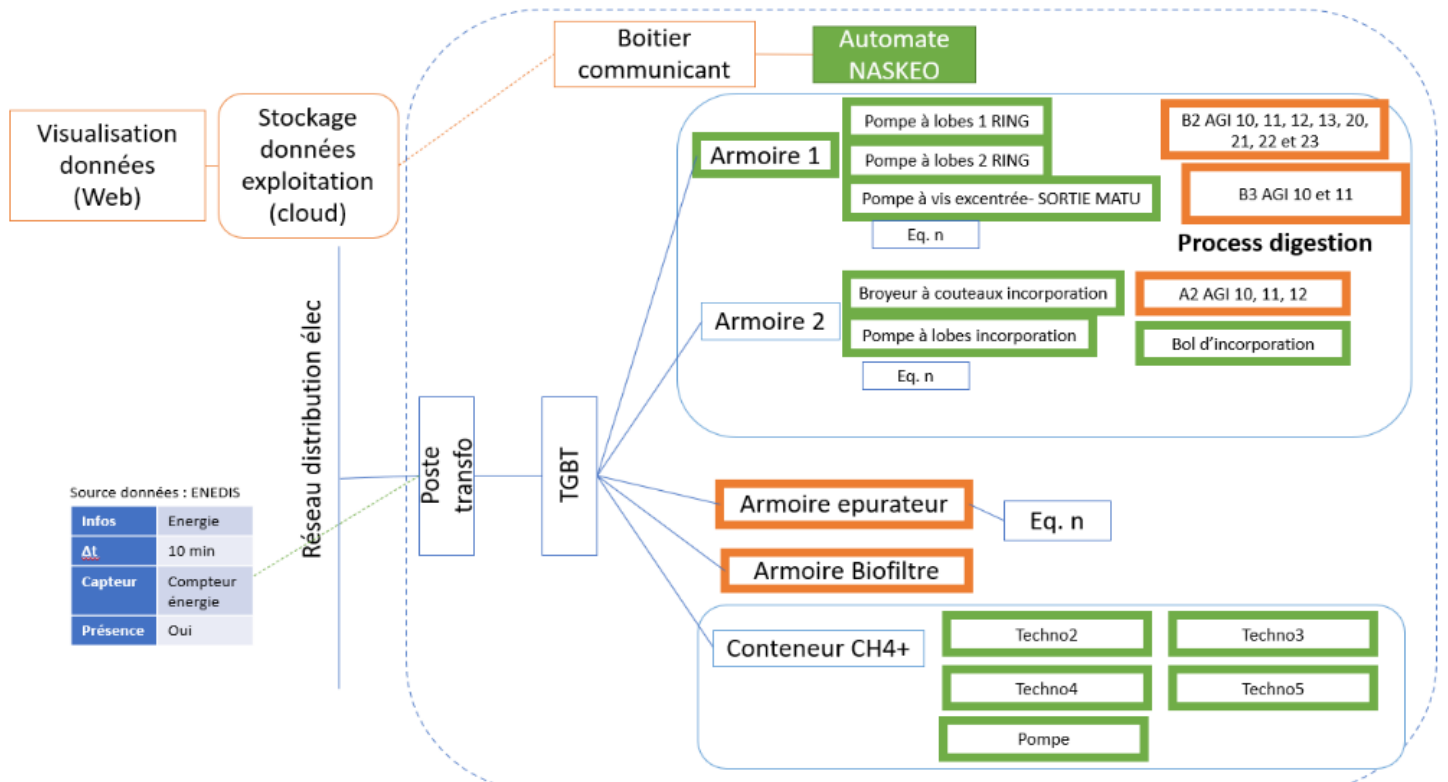 Boitier
communicant
Automate
NASKEO
Visualisation
données
(Web)
Stockage
données
exploitation
(cloud)
Armoire 1
Pompe à lobes 1 RING
Pompe à lobes 2 RING
Pompe à vis excentrée- SORTIE MATU
Eq. n
B2 AGI 10, 11, 12, 13, 20,
21, 22 et 23
B3 AGI 10 et 11
Process digestion
Armoire 2
Broyeur à couteaux incorporation
Pompe à lobes incorporation
Eq. n
A2 AGI 10, 11, 12
Bol d'incorporation
Réseau distribution élec
Poste
transfo
TGBT
Source données : ENEDIS
Infos Energie
Δt 10 min
Capteur Compteur
énergie
Présence Oui
Armoire epurateur
Eq. n
Armoire Biofiltre
Conteneur CH4+
Techno2
Techno3
Techno4
Techno5
Pompe